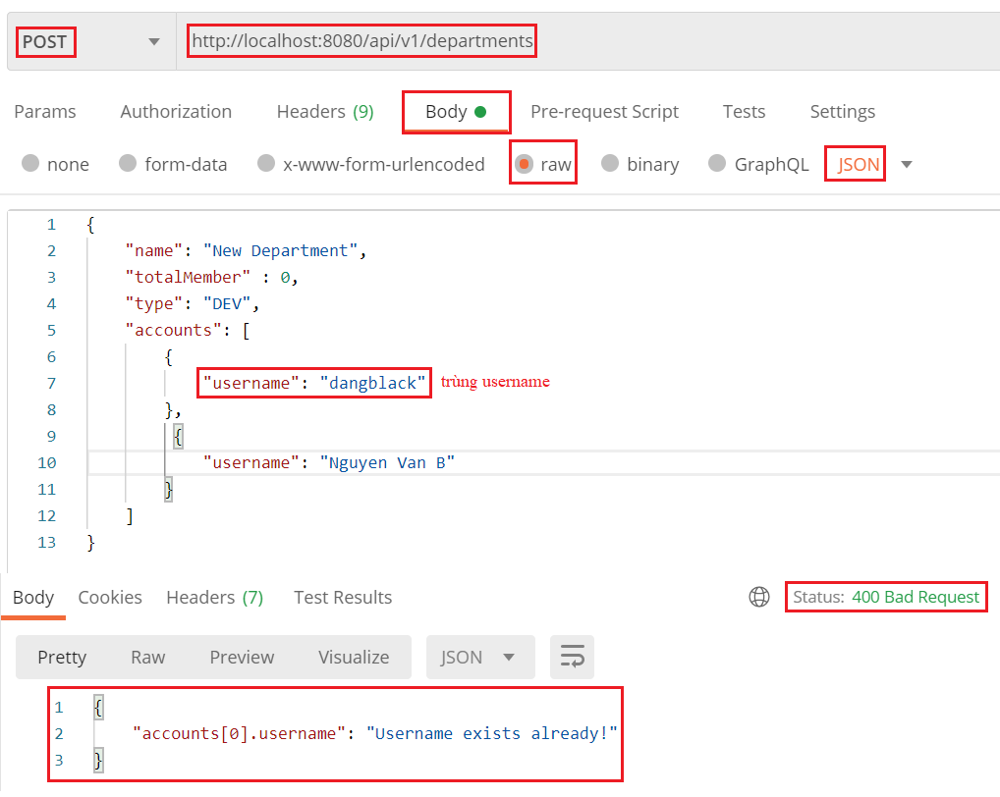 POST http://localhost:8080/api/v1/departments
Params Authorization Headers (9) Body Pre-request Script Tests Settings
none form-data x-www-form-urlencoded raw binary GraphQL JSON
1 {
2 "name": "New Department",
3 "totalMember" : 0,
4 "type": "DEV",
5 "accounts": [
6 {
7 "username": "dangblack" trùng username
8 },
9 {
10 "username": "Nguyen Van B"
11 }
12 ]
13 }
Body Cookies Headers (7) Test Results Status: 400 Bad Request
Pretty Raw Preview Visualize JSON
1 {
2 "accounts[0].username": "Username exists already!"
3 }